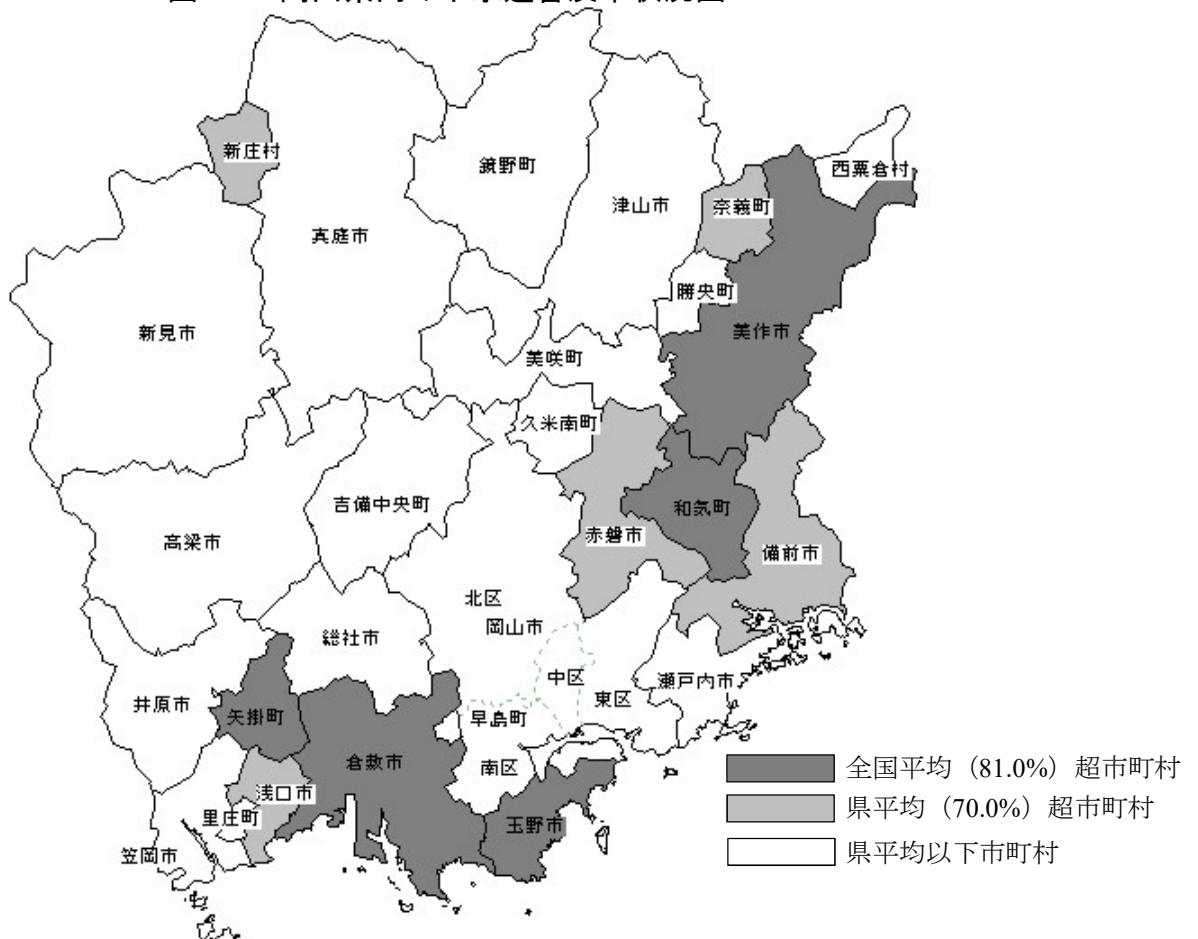 新庄村
鏡野町
西粟倉村
津山市
奈義町
真庭市
勝央町
新見市
美作市
美咲町
久米南町
吉備中央町
和気町
赤磐市
高梁市
備前市
北区
岡山市
総社市
中区
瀬戸内市
東区
井原市
矢掛町
早島町
倉敷市
南区
浅口市
里庄町
玉野市
笠岡市
全国平均（81.0%）超市町村
県平均（70.0%）超市町村
県平均以下市町村